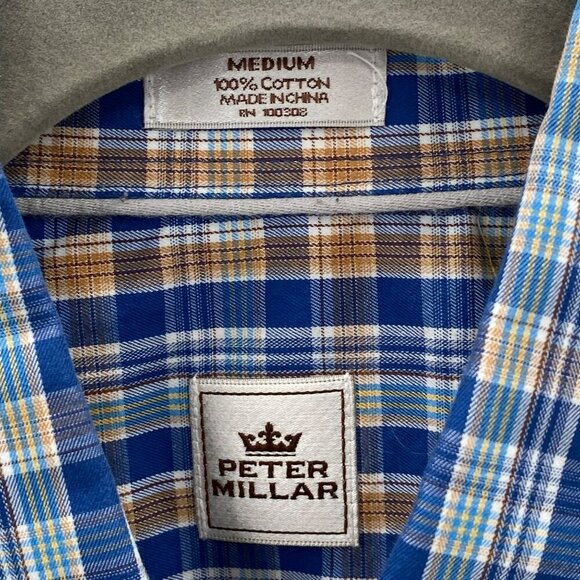 MEDIUM
100% COTTON
MADE IN CHINA
RN 100308
PETER
MILLAR